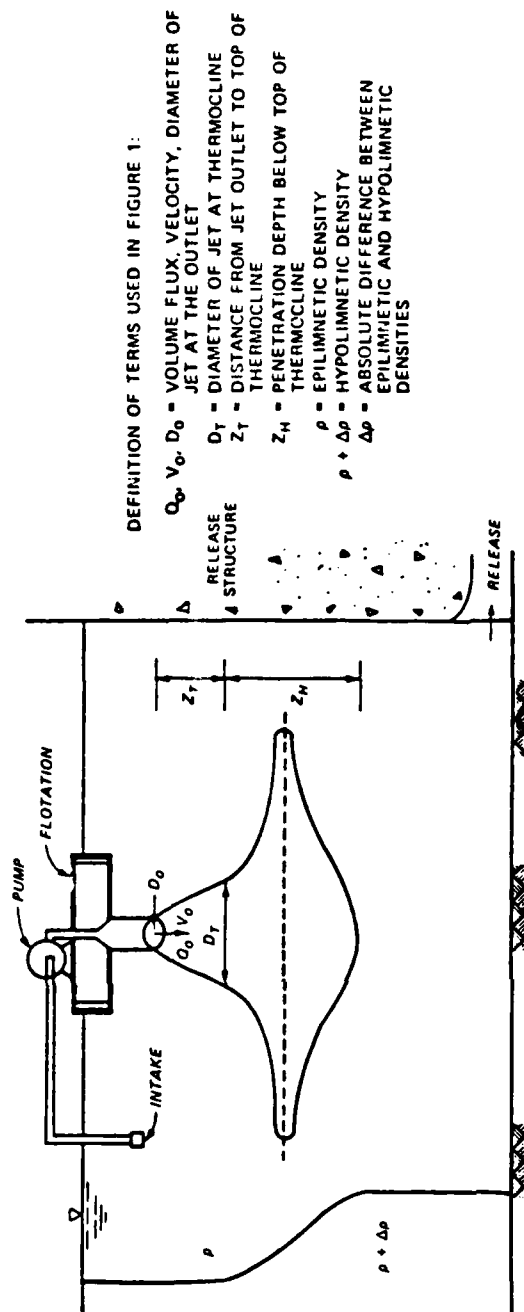 DEFINITION OF TERMS USED IN FIGURE 1:
Q₀, V₀, D₀ = VOLUME FLUX, VELOCITY, DIAMETER OF
JET AT THE OUTLET
D_T = DIAMETER OF JET AT THERMOCLINE
Z_T = DISTANCE FROM JET OUTLET TO TOP OF
THERMOCLINE
Z_H = PENETRATION DEPTH BELOW TOP OF
THERMOCLINE
ρ = EPILIMNETIC DENSITY
ρ + Δρ = HYPOLIMNETIC DENSITY
Δρ = ABSOLUTE DIFFERENCE BETWEEN
EPILIMNETIC AND HYPOLIMNETIC
DENSITIES
PUMP
FLOTATION
INTAKE
D₀
Q₀
V₀
D_T
Z_T
Z_H
RELEASE
STRUCTURE
ρ
ρ + Δρ
RELEASE